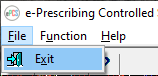 e-Prescribing Controlled
File Function Help
Exit